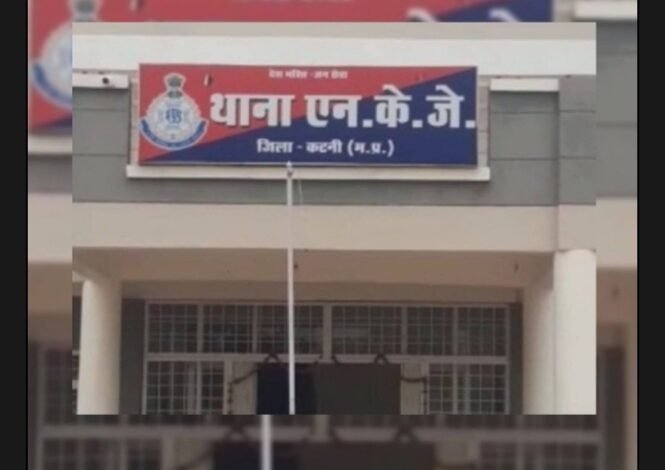 देश भक्ति - जन सेवा
थाना एन.के.जे.
जिला - कटनी (म.प्र.)